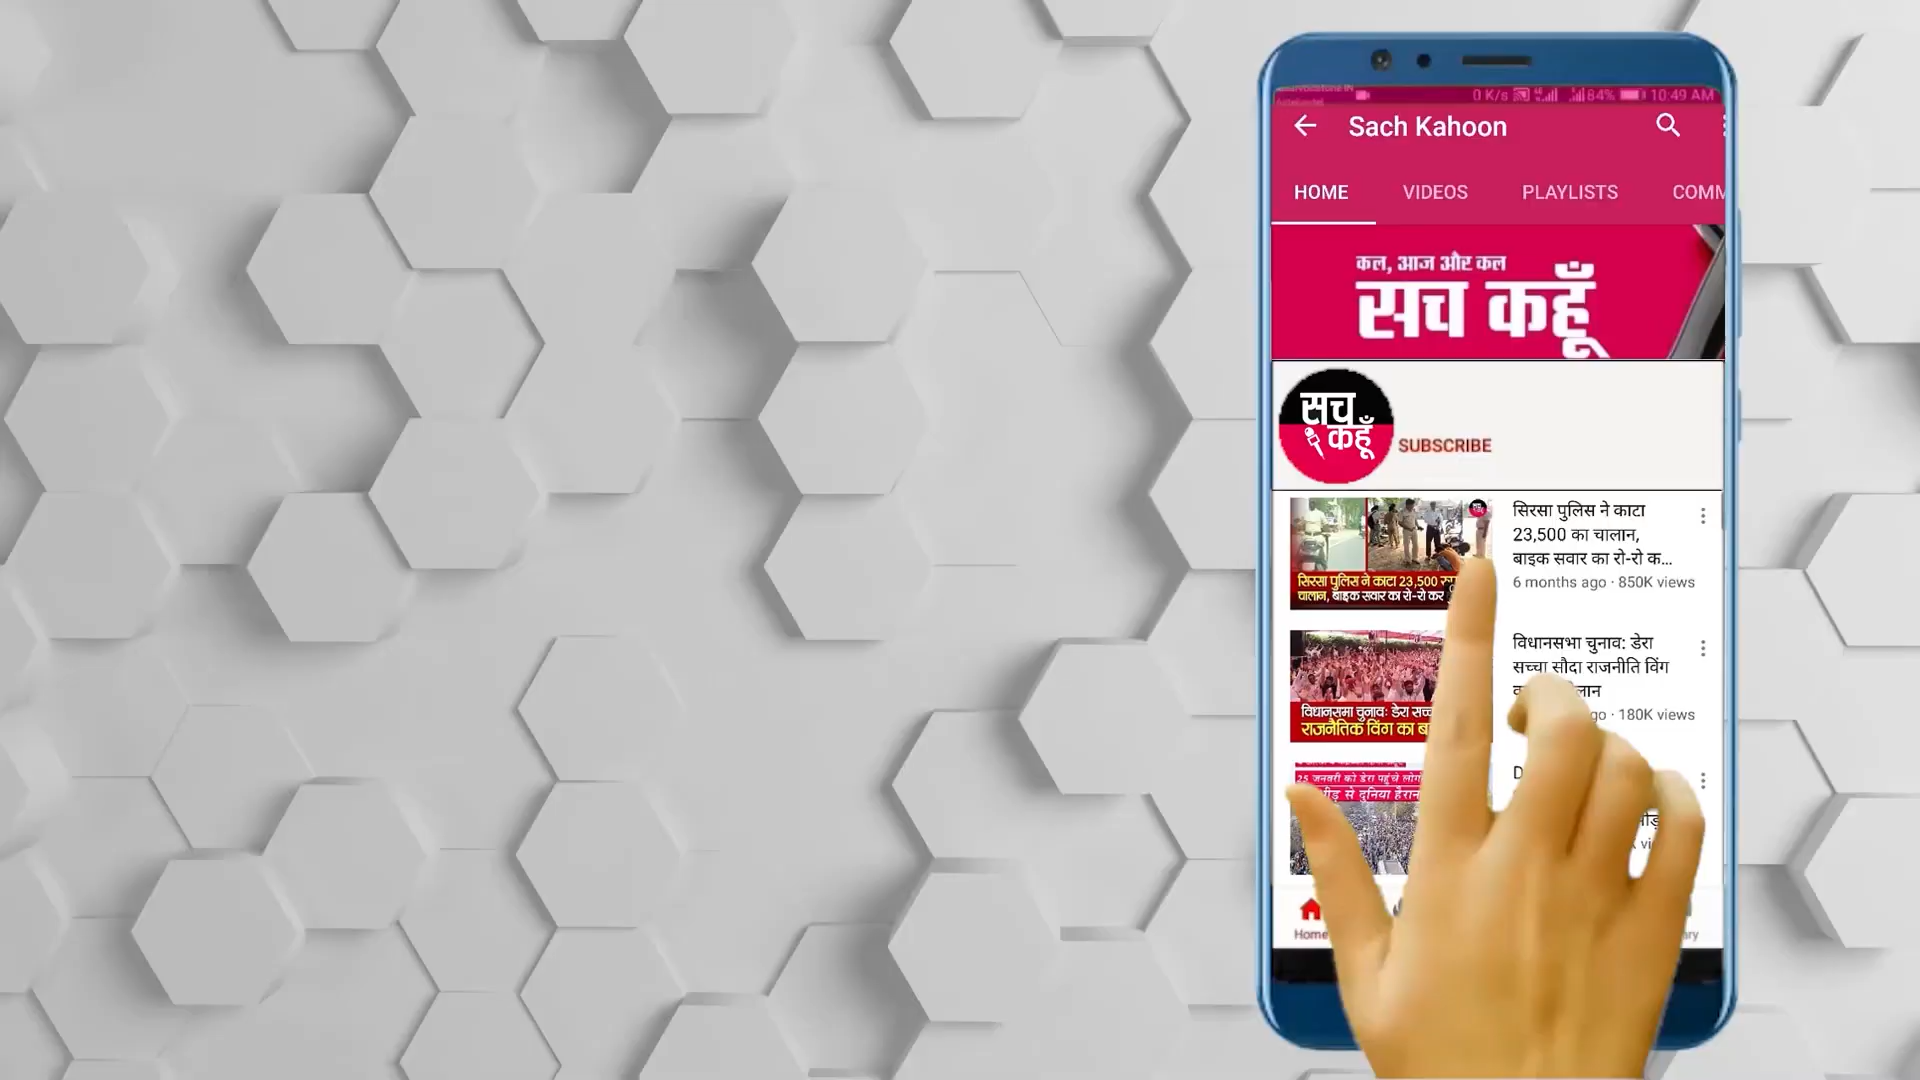 0 K/s 84% 10:49 AM
Sach Kahoon
HOME VIDEOS PLAYLISTS COMM
कल, आज और कल
सच कहूँ
सच
कहूँ
SUBSCRIBE
सिरसा पुलिस ने काटा 23,500
चालान, बाइक सवार का रो-रो कर
सिरसा पुलिस ने काटा
23,500 का चालान,
बाइक सवार का रो-रो क...
6 months ago · 850K views
विधानसभा चुनाव: डेरा
राजनैतिक विंग का
विधानसभा चुनाव: डेरा
सच्चा सौदा राजनीति विंग
go · 180K views
25 जनवरी को डेरा पहुंचे
से दुनिया हैरान
D
Home